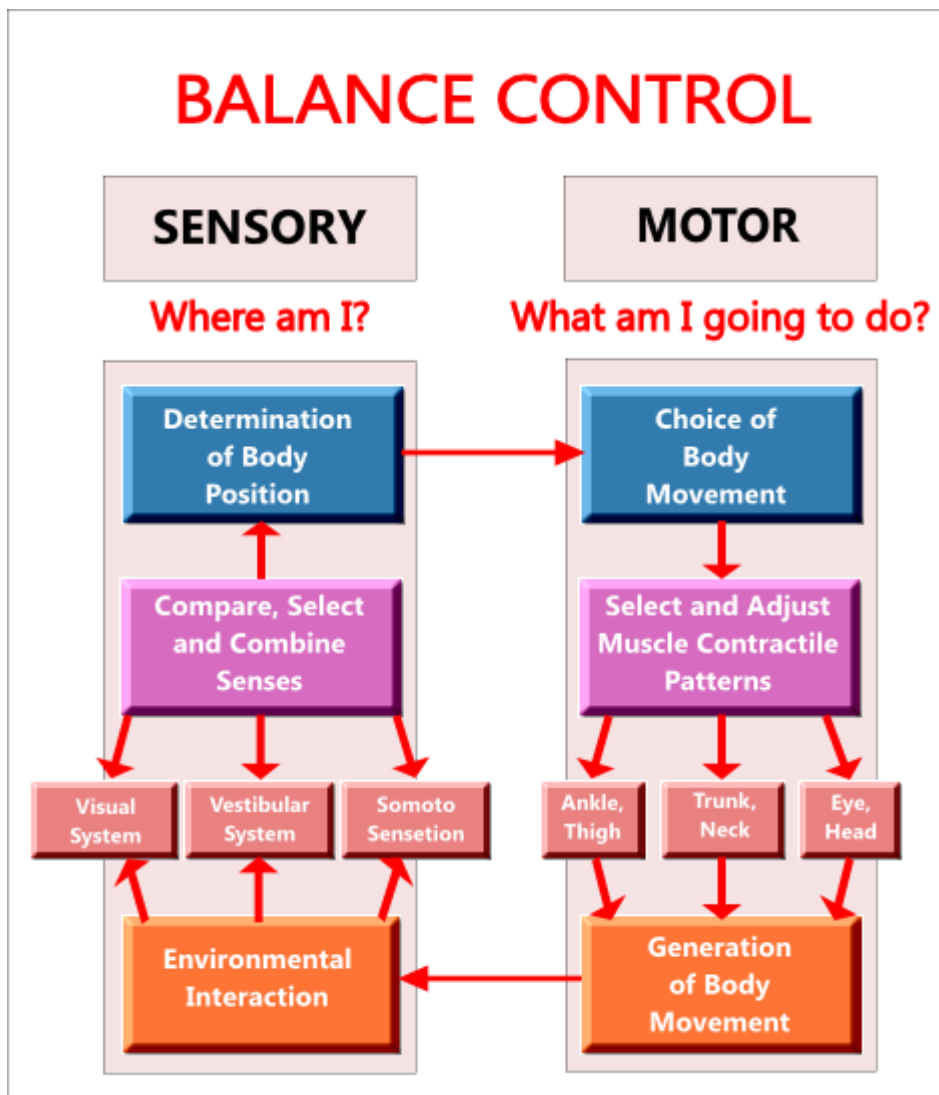 BALANCE CONTROL
SENSORY
Where am I?
Determination
of Body
Position
Compare, Select
and Combine
Senses
Visual
System
Vestibular
System
Somoto
Sensetion
Environmental
Interaction
MOTOR
What am I going to do?
Choice of
Body
Movement
Select and Adjust
Muscle Contractile
Patterns
Ankle,
Thigh
Trunk,
Neck
Eye,
Head
Generation
of Body
Movement